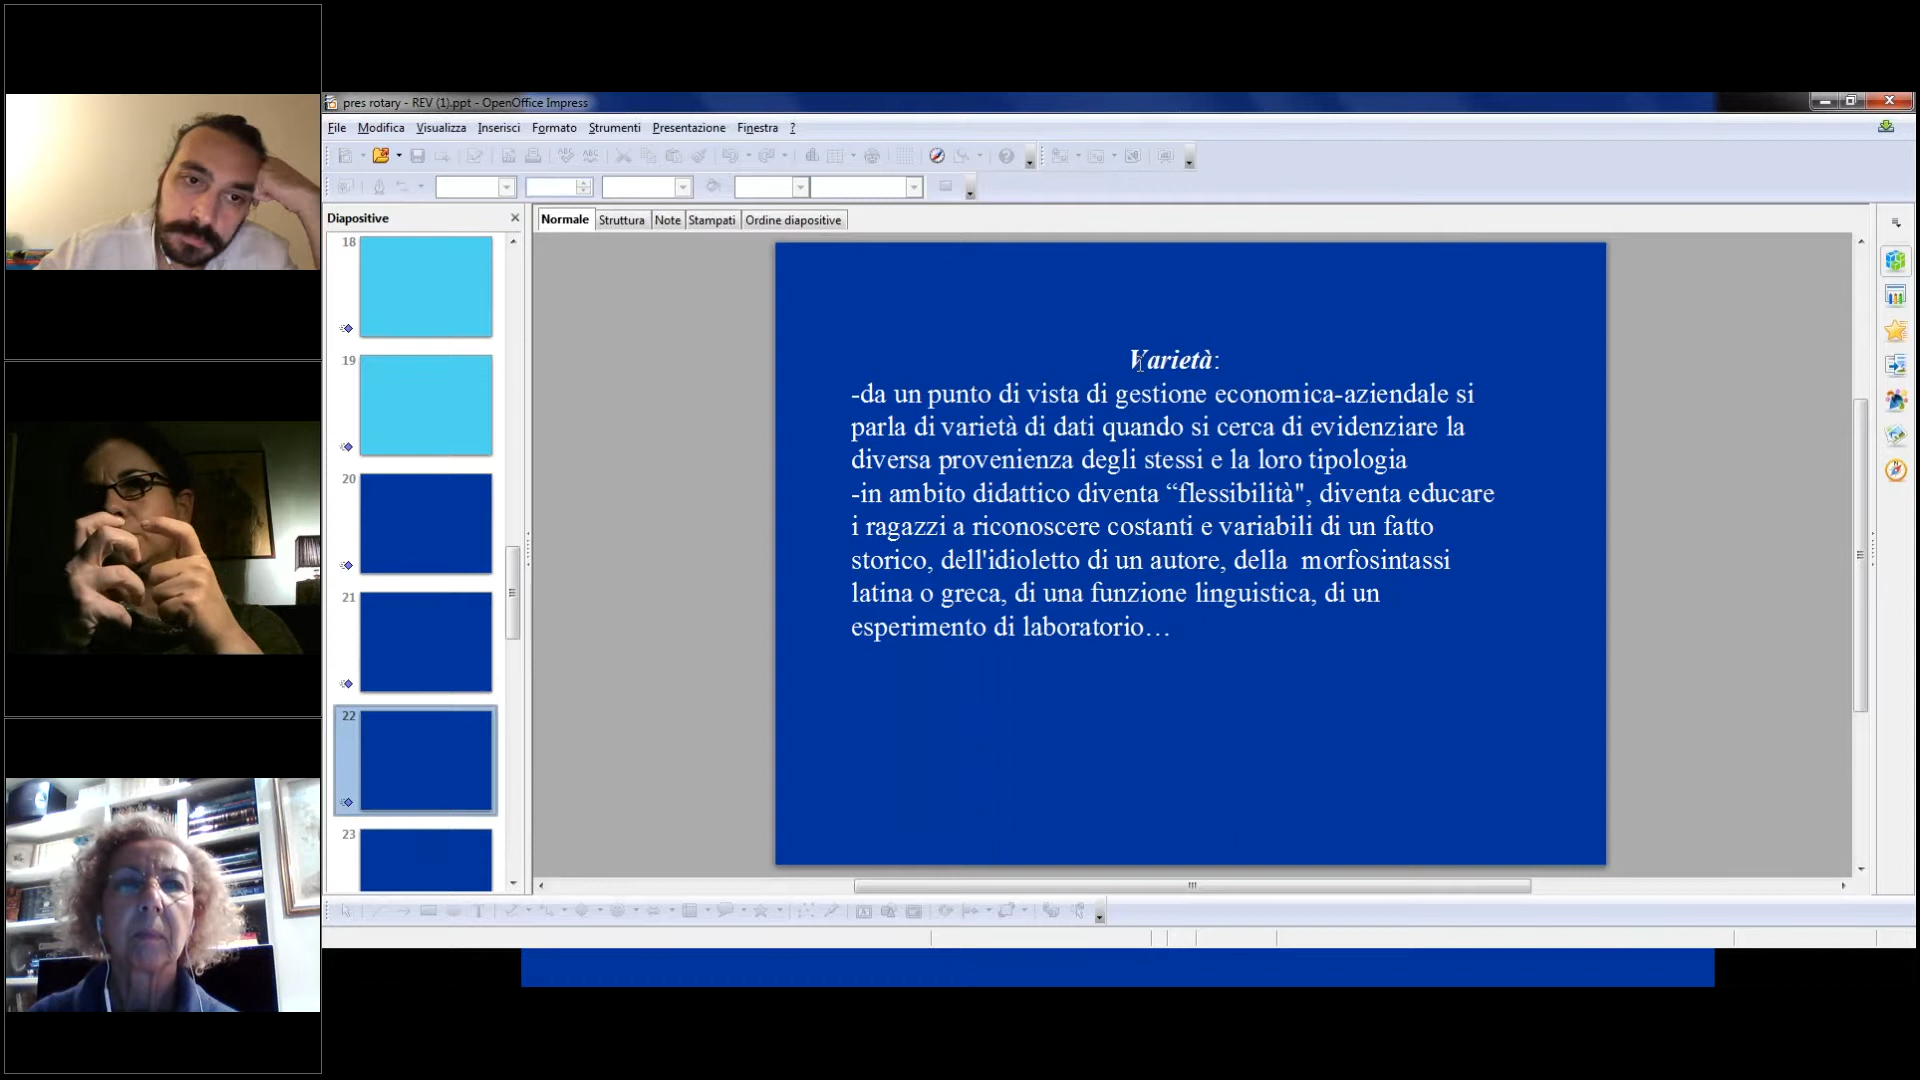 pres rotary - REV (1).ppt - OpenOffice Impress
File Modifica Visualizza Inserisci Formato Strumenti Presentazione Finestra ?
Diapositive
Normale Struttura Note Stampati Ordine diapositive
18
19
20
21
22
23
Varietà:
-da un punto di vista di gestione economica-aziendale si
parla di varietà di dati quando si cerca di evidenziare la
diversa provenienza degli stessi e la loro tipologia
-in ambito didattico diventa “flessibilità", diventa educare
i ragazzi a riconoscere costanti e variabili di un fatto
storico, dell'idioletto di un autore, della  morfosintassi
latina o greca, di una funzione linguistica, di un
esperimento di laboratorio…